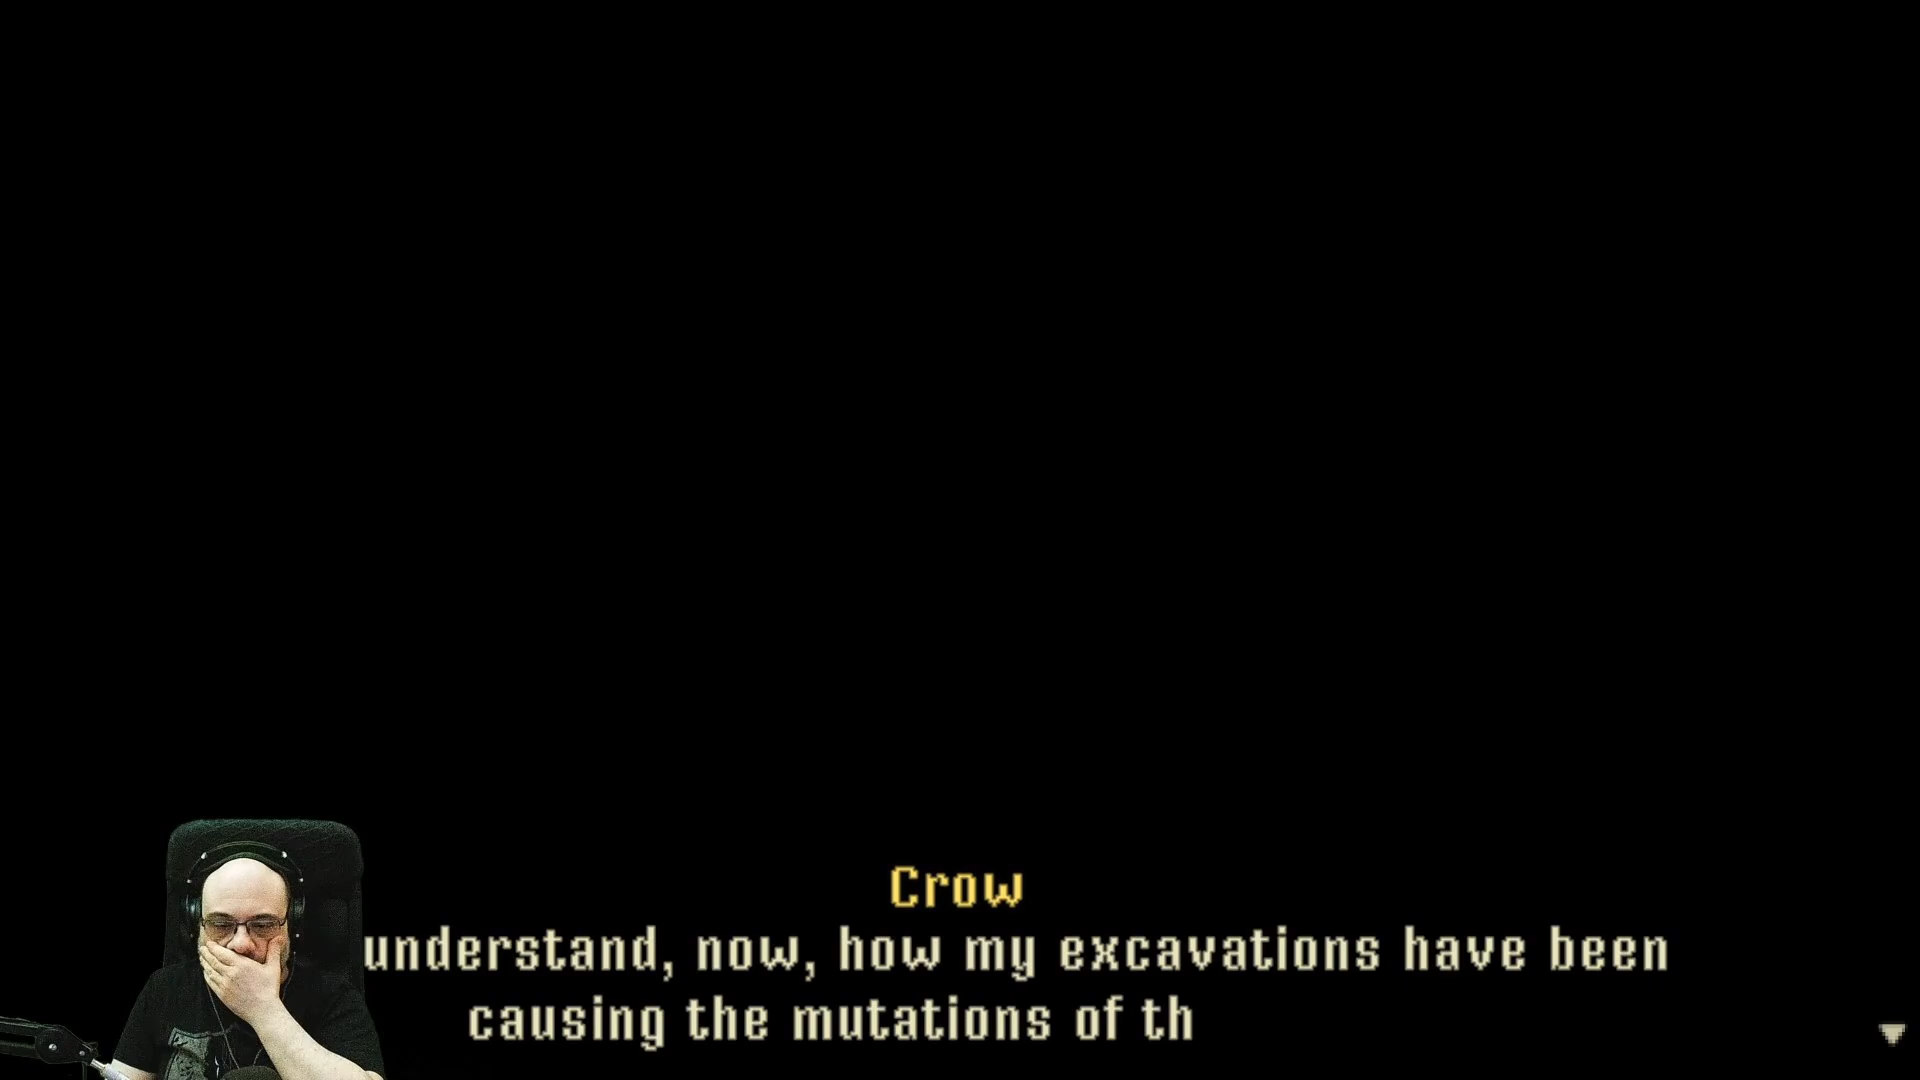 Crow
understand, now, how my excavations have been
causing the mutations of th